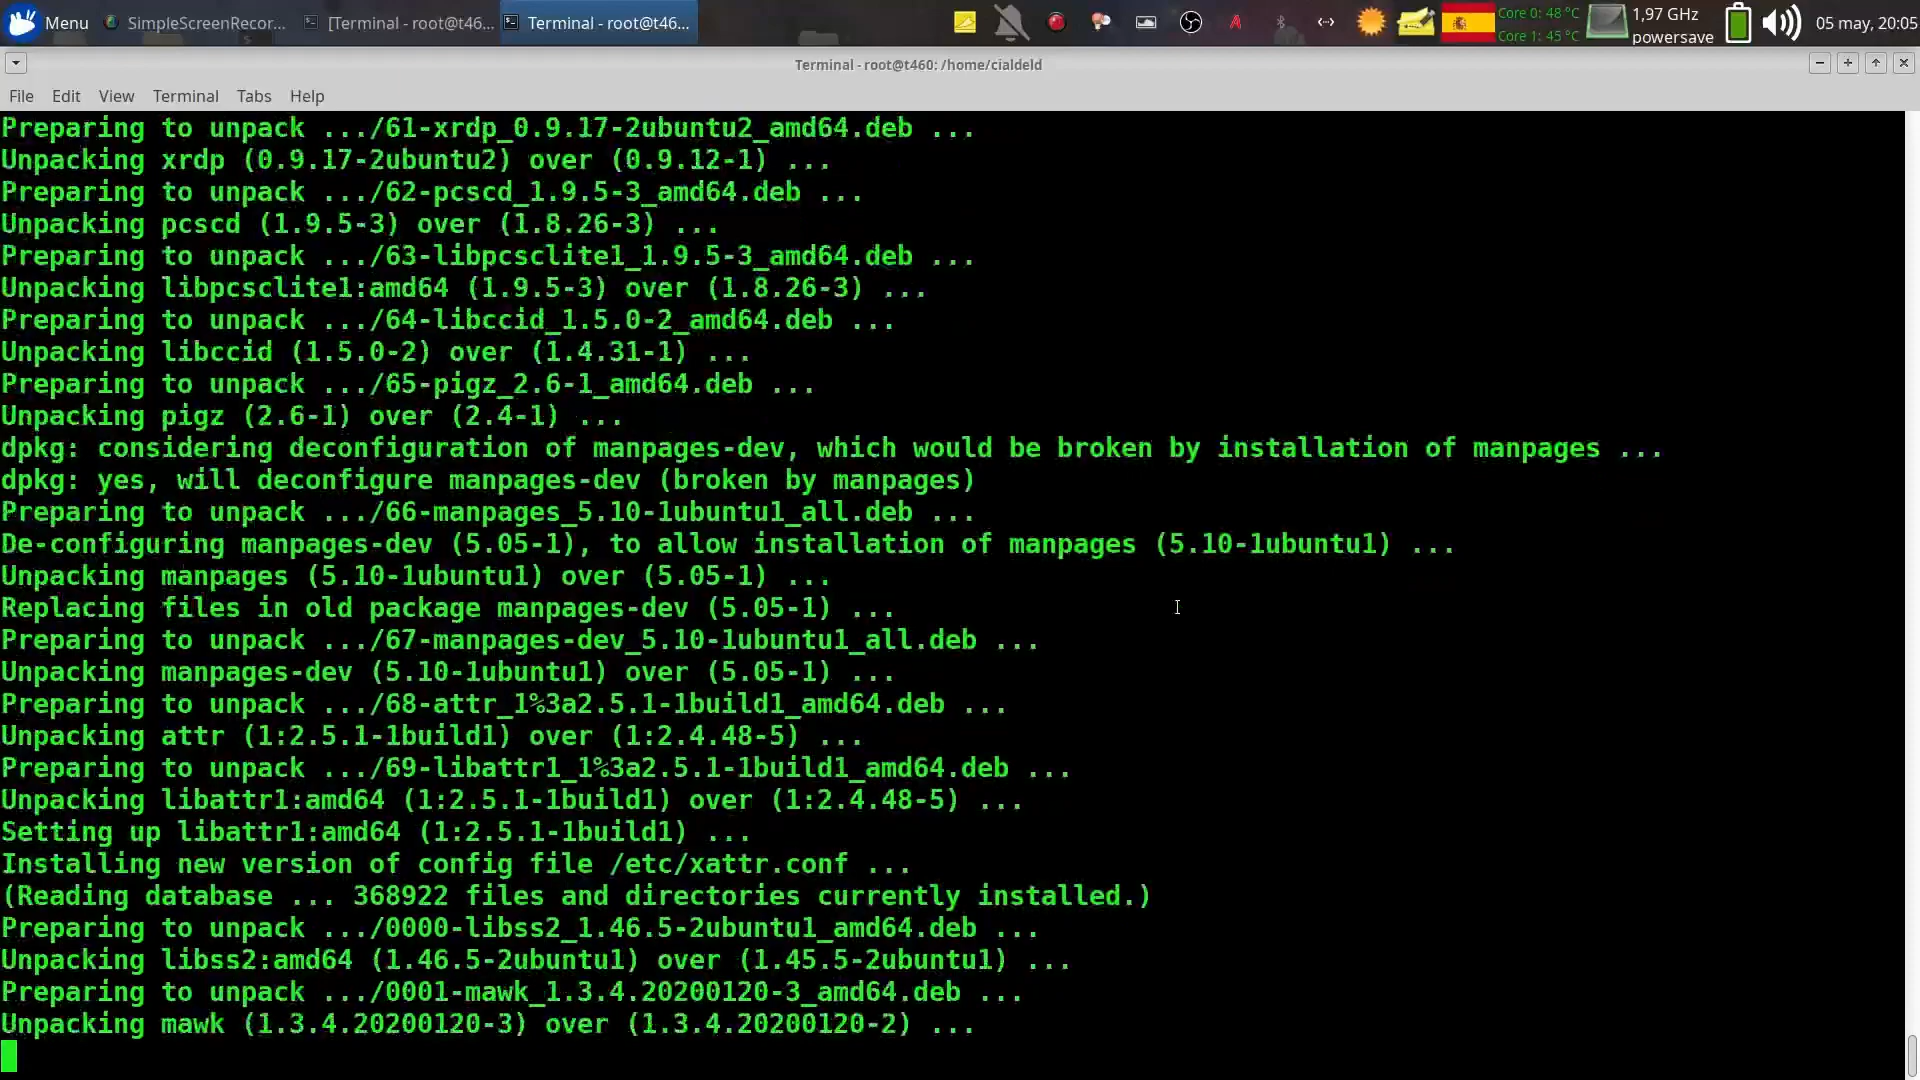 Menu
SimpleScreenRecor...
[Terminal - root@t46...
Terminal - root@t46...
Core 0: 48 °C
Core 1: 45 °C
1,97 GHz
powersave
05 may, 20:05
Terminal - root@t460: /home/cialdeld
File Edit View Terminal Tabs Help
Preparing to unpack .../61-xrdp_0.9.17-2ubuntu2_amd64.deb ...
Unpacking xrdp (0.9.17-2ubuntu2) over (0.9.12-1) ...
Preparing to unpack .../62-pcscd_1.9.5-3_amd64.deb ...
Unpacking pcscd (1.9.5-3) over (1.8.26-3) ...
Preparing to unpack .../63-libpcsclite1_1.9.5-3_amd64.deb ...
Unpacking libpcsclite1:amd64 (1.9.5-3) over (1.8.26-3) ...
Preparing to unpack .../64-libccid_1.5.0-2_amd64.deb ...
Unpacking libccid (1.5.0-2) over (1.4.31-1) ...
Preparing to unpack .../65-pigz_2.6-1_amd64.deb ...
Unpacking pigz (2.6-1) over (2.4-1) ...
dpkg: considering deconfiguration of manpages-dev, which would be broken by installation of manpages ...
dpkg: yes, will deconfigure manpages-dev (broken by manpages)
Preparing to unpack .../66-manpages_5.10-1ubuntu1_all.deb ...
De-configuring manpages-dev (5.05-1), to allow installation of manpages (5.10-1ubuntu1) ...
Unpacking manpages (5.10-1ubuntu1) over (5.05-1) ...
Replacing files in old package manpages-dev (5.05-1) ...
Preparing to unpack .../67-manpages-dev_5.10-1ubuntu1_all.deb ...
Unpacking manpages-dev (5.10-1ubuntu1) over (5.05-1) ...
Preparing to unpack .../68-attr_1%3a2.5.1-1build1_amd64.deb ...
Unpacking attr (1:2.5.1-1build1) over (1:2.4.48-5) ...
Preparing to unpack .../69-libattr1_1%3a2.5.1-1build1_amd64.deb ...
Unpacking libattr1:amd64 (1:2.5.1-1build1) over (1:2.4.48-5) ...
Setting up libattr1:amd64 (1:2.5.1-1build1) ...
Installing new version of config file /etc/xattr.conf ...
(Reading database ... 368922 files and directories currently installed.)
Preparing to unpack .../0000-libss2_1.46.5-2ubuntu1_amd64.deb ...
Unpacking libss2:amd64 (1.46.5-2ubuntu1) over (1.45.5-2ubuntu1) ...
Preparing to unpack .../0001-mawk_1.3.4.20200120-3_amd64.deb ...
Unpacking mawk (1.3.4.20200120-3) over (1.3.4.20200120-2) ...